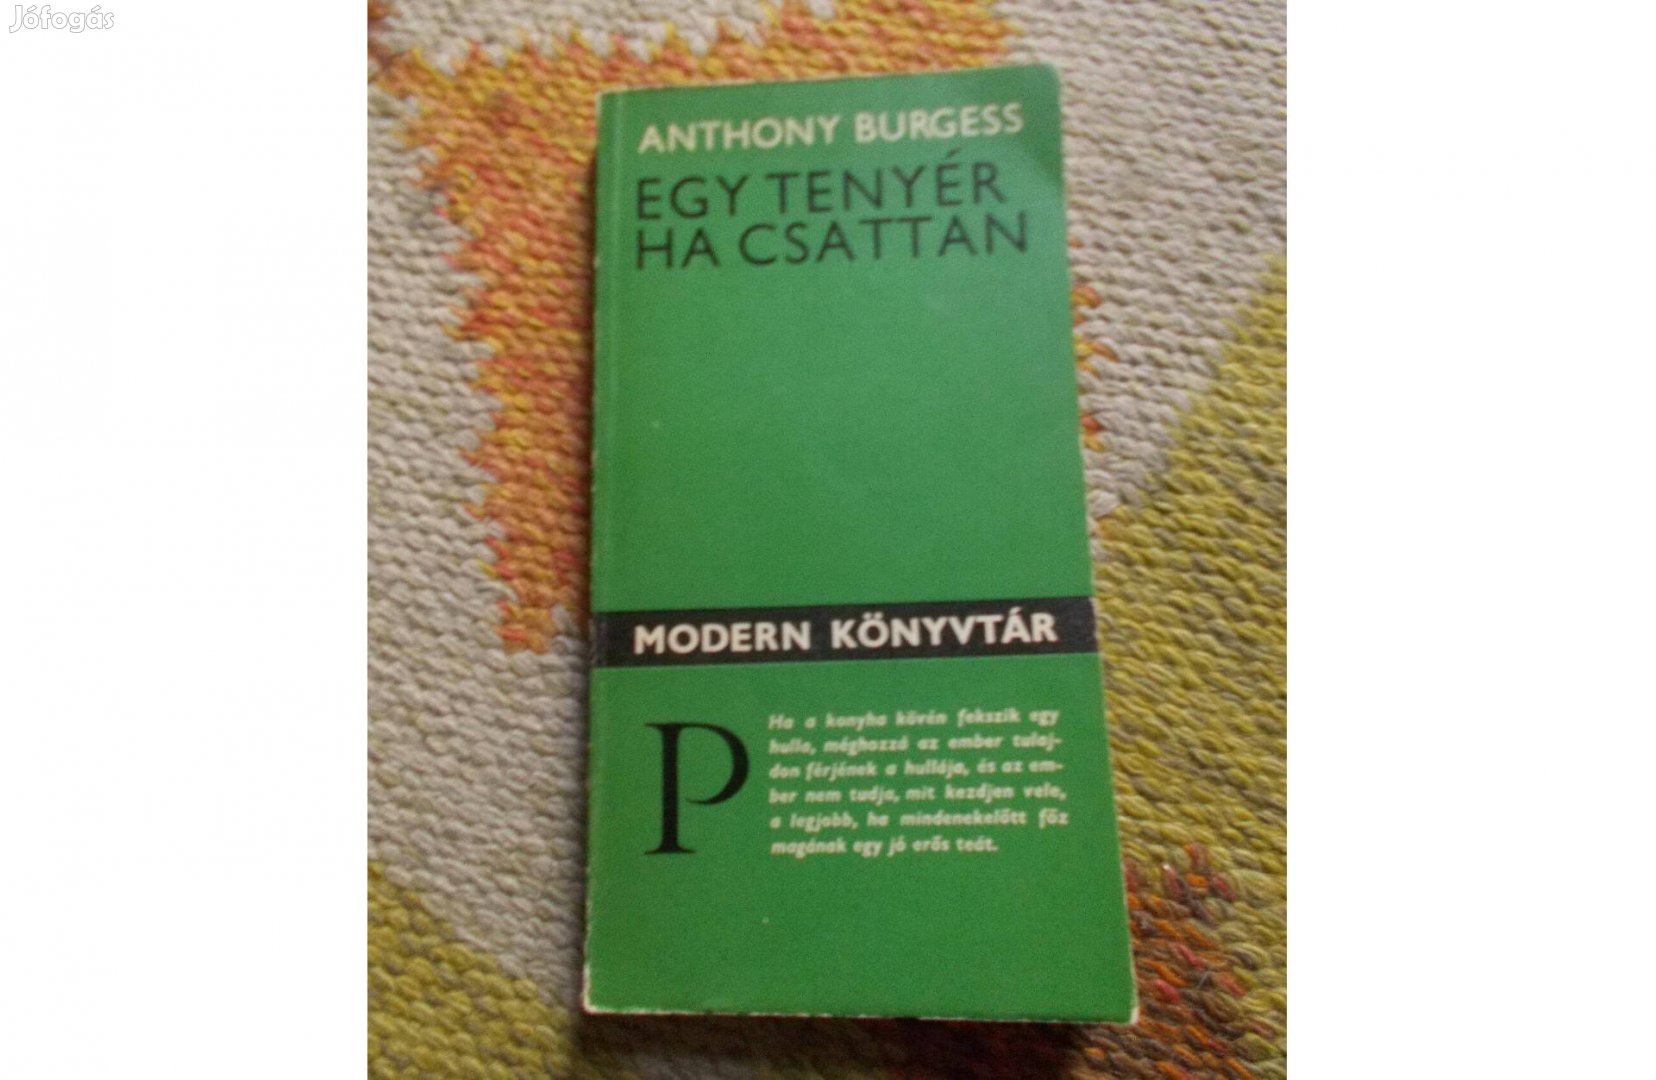 Jófogás
ANTHONY BURGESS
EGY TENYÉR
HA CSATTAN
MODERN KÖNYVTÁR
P
Ha a konyha kövén fekszik egy
hulla, méghozzá az ember tulaj-
don férjének a hullája, és az em-
ber nem tudja, mit kezdjen vele,
a legjobb, ha mindenekelőtt főz
magának egy jó erős teát.